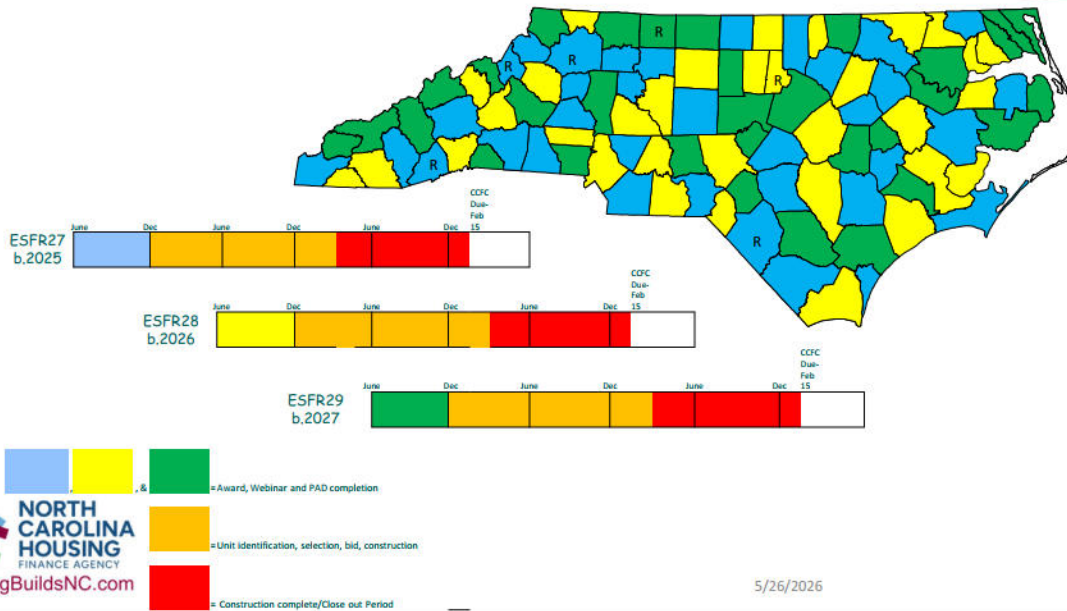 R
R
R
R
R
R
CCFC
Due-
Feb
15
June Dec June Dec June Dec
ESFR27
b.2025
CCFC
Due-
Feb
15
June Dec June Dec June Dec
ESFR28
b.2026
CCFC
Due-
Feb
15
June Dec June Dec June Dec
ESFR29
b.2027
, , & = Award, Webinar and PAD completion
NORTH
CAROLINA
HOUSING
FINANCE AGENCY
gBuildsNC.com
= Unit identification, selection, bid, construction
= Construction complete/Close out Period
5/26/2026